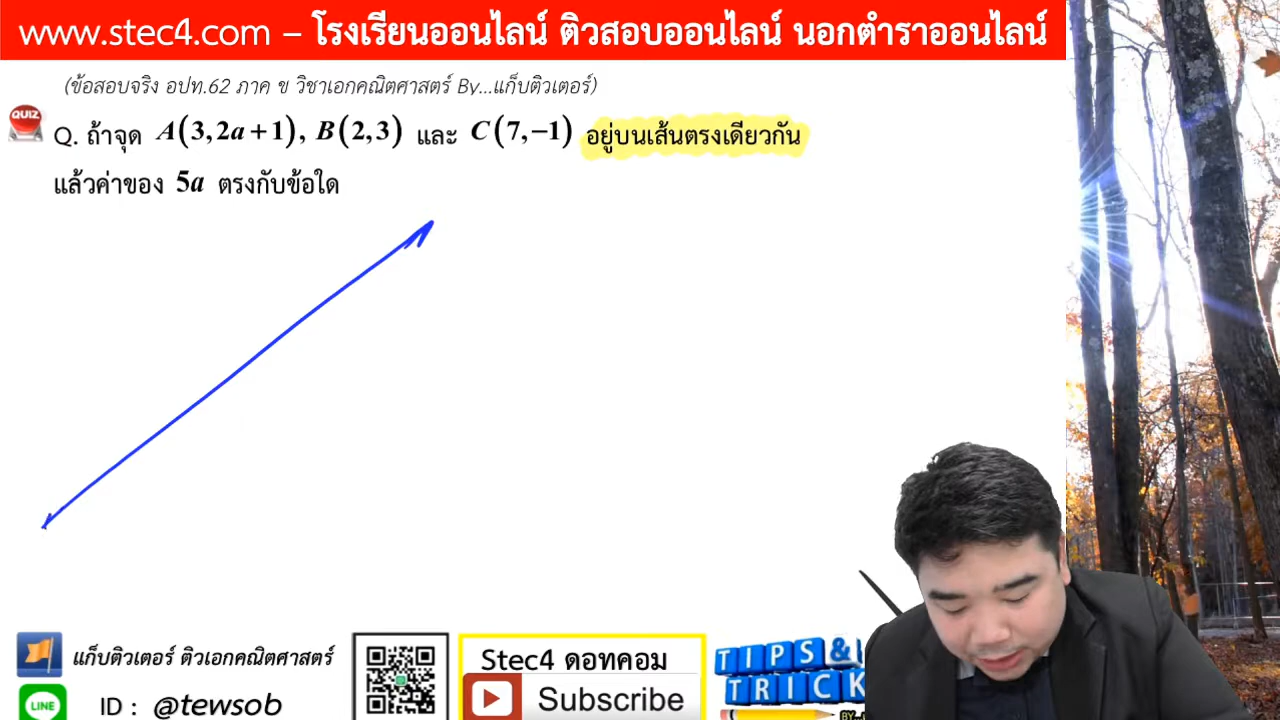 www.stec4.com – โรงเรียนออนไลน์ ติวสอบออนไลน์ นอกตำราออนไลน์
(ข้อสอบจริง อปท.62 ภาค ข วิชาเอกคณิตศาสตร์ By...แก็บติวเตอร์)
QUIZ
Q. ถ้าจุด A(3,2a+1), B(2,3) และ C(7,−1) อยู่บนเส้นตรงเดียวกัน
แล้วค่าของ 5a ตรงกับข้อใด
แก็บติวเตอร์ ติวเอกคณิตศาสตร์
LINE
ID : @tewsob
Stec4 ดอทคอม
Subscribe
TIPS &
TRICK